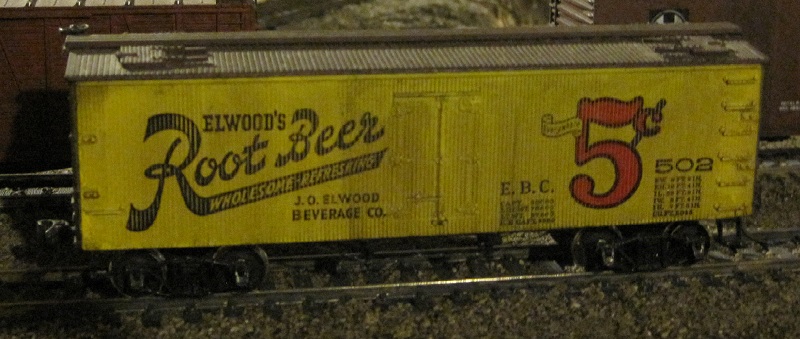 ELWOOD'S
Root Beer
WHOLESOME-REFRESHING
J.O. ELWOOD
BEVERAGE CO.
5¢
E. B. C.
502